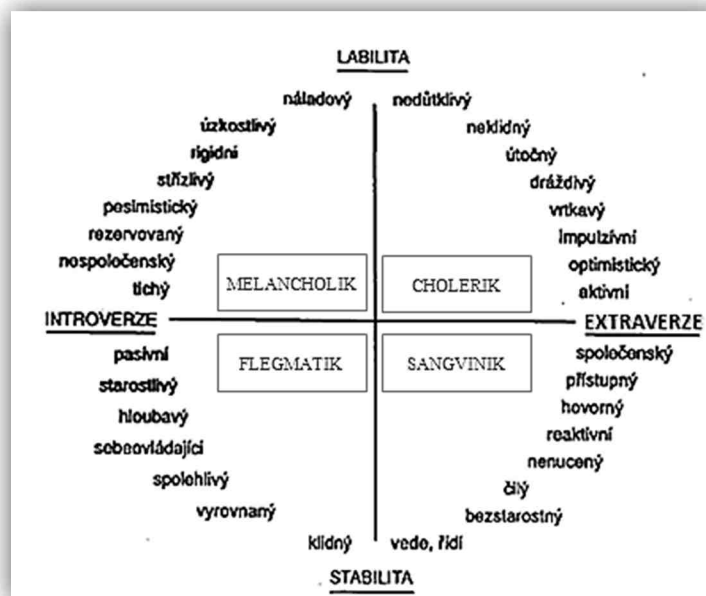 LABILITA
náladový nedůtklivý
úzkostlivý neklidný
rigidní útočný
střízlivý dráždivý
pesimistický vrtkavý
rezervovaný impulzívní
nespoločenský optimistický
tichý aktivní
MELANCHOLIK CHOLERIK
INTROVERZE EXTRAVERZE
FLEGMATIK SANGVINIK
pasivní společenský
starostlivý přístupný
hloubavý hovorný
sebeovládající reaktivní
spolehlivý nenucený
vyrovnaný čilý
bezstarostný
klidný vede, řídí
STABILITA